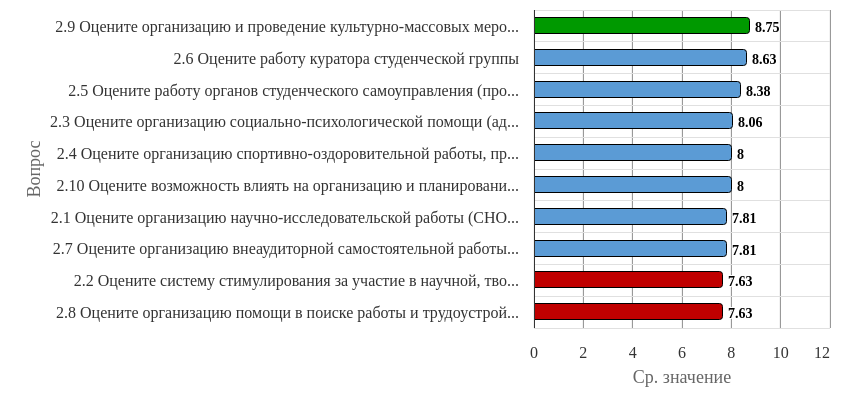 2.9 Оцените организацию и проведение культурно-массовых меро... 8.75
2.6 Оцените работу куратора студенческой группы 8.63
2.5 Оцените работу органов студенческого самоуправления (про... 8.38
2.3 Оцените организацию социально-психологической помощи (ад... 8.06
2.4 Оцените организацию спортивно-оздоровительной работы, пр... 8
2.10 Оцените возможность влиять на организацию и планировани... 8
2.1 Оцените организацию научно-исследовательской работы (СНО... 7.81
2.7 Оцените организацию внеаудиторной самостоятельной работы... 7.81
2.2 Оцените систему стимулирования за участие в научной, тво... 7.63
2.8 Оцените организацию помощи в поиске работы и трудоустрой... 7.63
Вопрос
0 2 4 6 8 10 12
Ср. значение